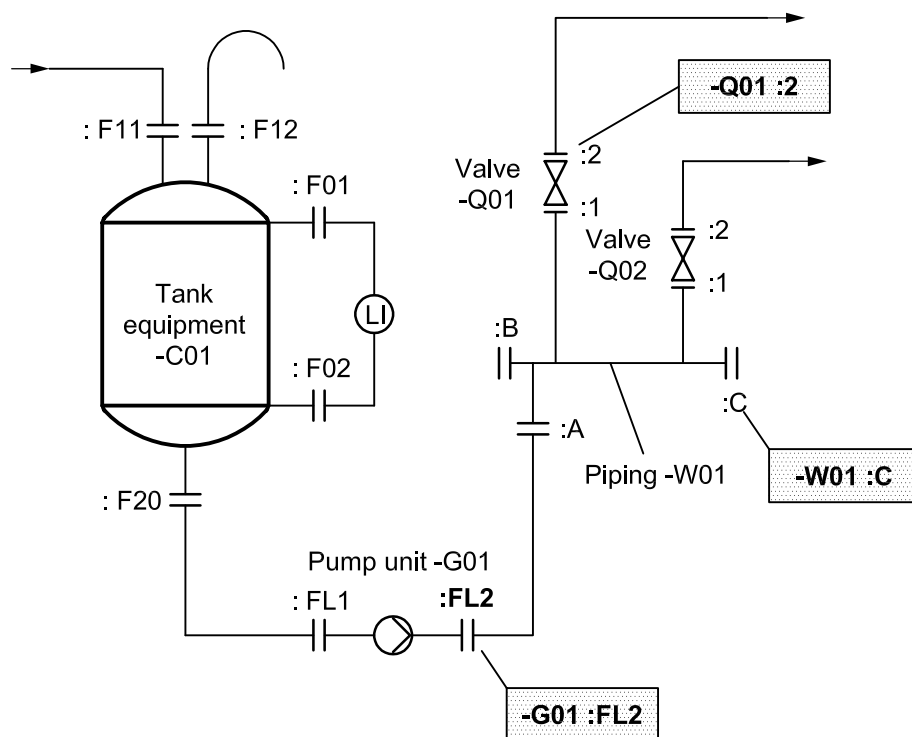 -Q01 :2
: F11
: F12
:2
Valve
-Q01
:1
: F01
:2
Valve
-Q02
:1
Tank
equipment
-C01
LI
:B
: F02
:C
:A
Piping -W01
-W01 :C
: F20
Pump unit -G01
: FL1
:FL2
-G01 :FL2